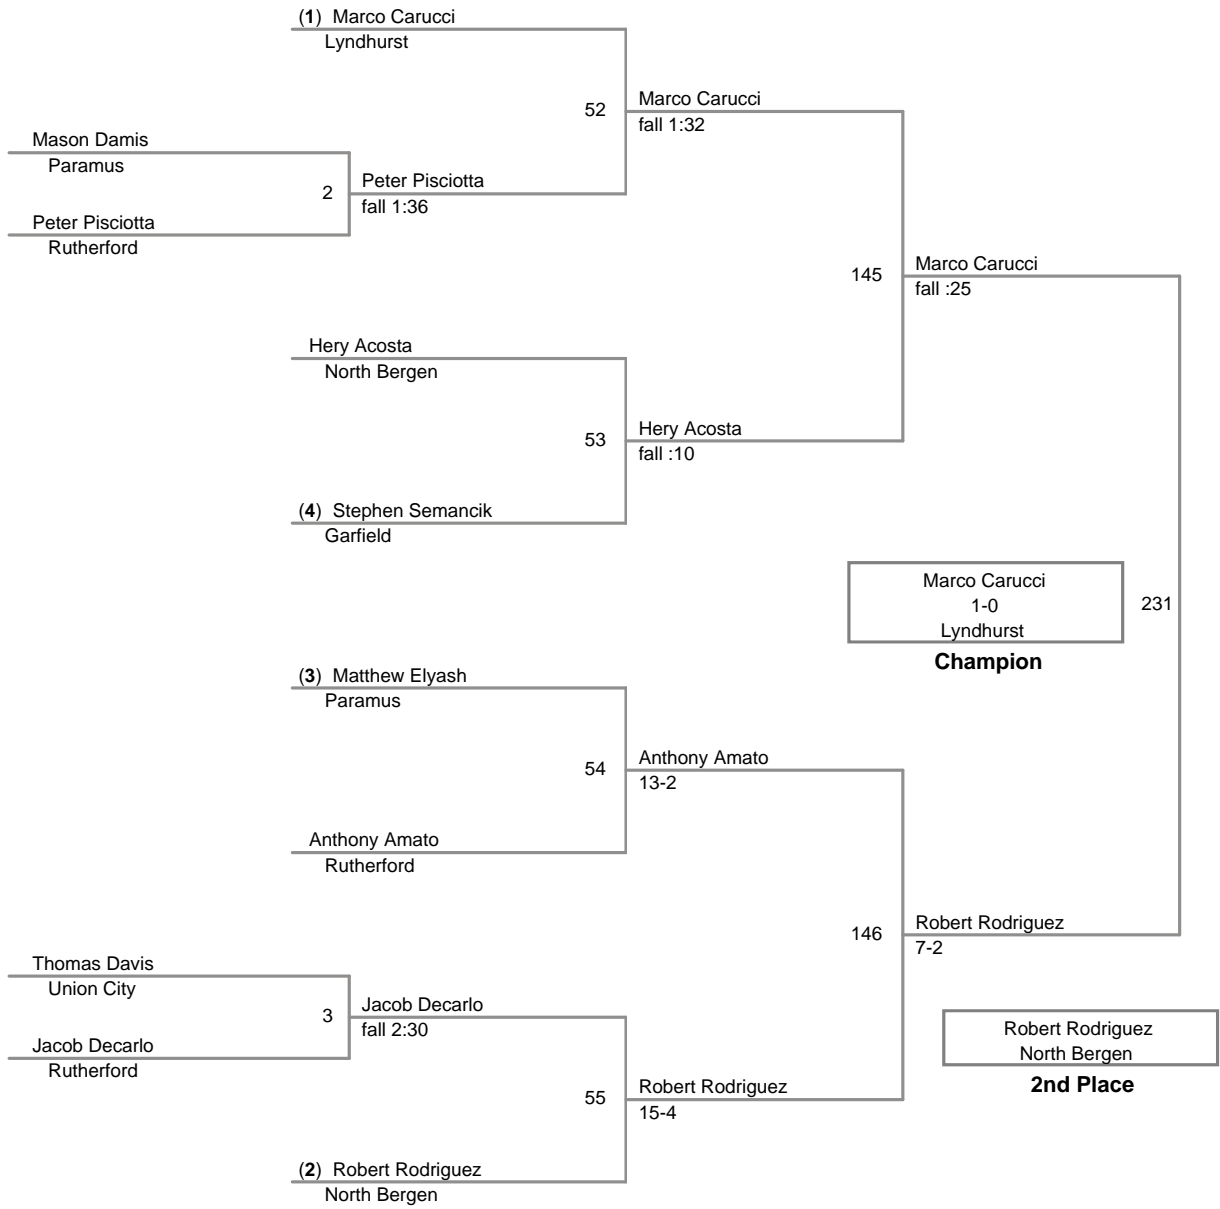 (1) Marco Carucci
Lyndhurst
52
Marco Carucci
fall 1:32
Mason Damis
Paramus
2
Peter Pisciotta
fall 1:36
Peter Pisciotta
Rutherford
145
Marco Carucci
fall :25
Hery Acosta
North Bergen
53
Hery Acosta
fall :10
(4) Stephen Semancik
Garfield
Marco Carucci
1-0
Lyndhurst
Champion
231
(3) Matthew Elyash
Paramus
54
Anthony Amato
13-2
Anthony Amato
Rutherford
146
Robert Rodriguez
7-2
Thomas Davis
Union City
3
Jacob Decarlo
fall 2:30
Jacob Decarlo
Rutherford
Robert Rodriguez
North Bergen
2nd Place
55
Robert Rodriguez
15-4
(2) Robert Rodriguez
North Bergen